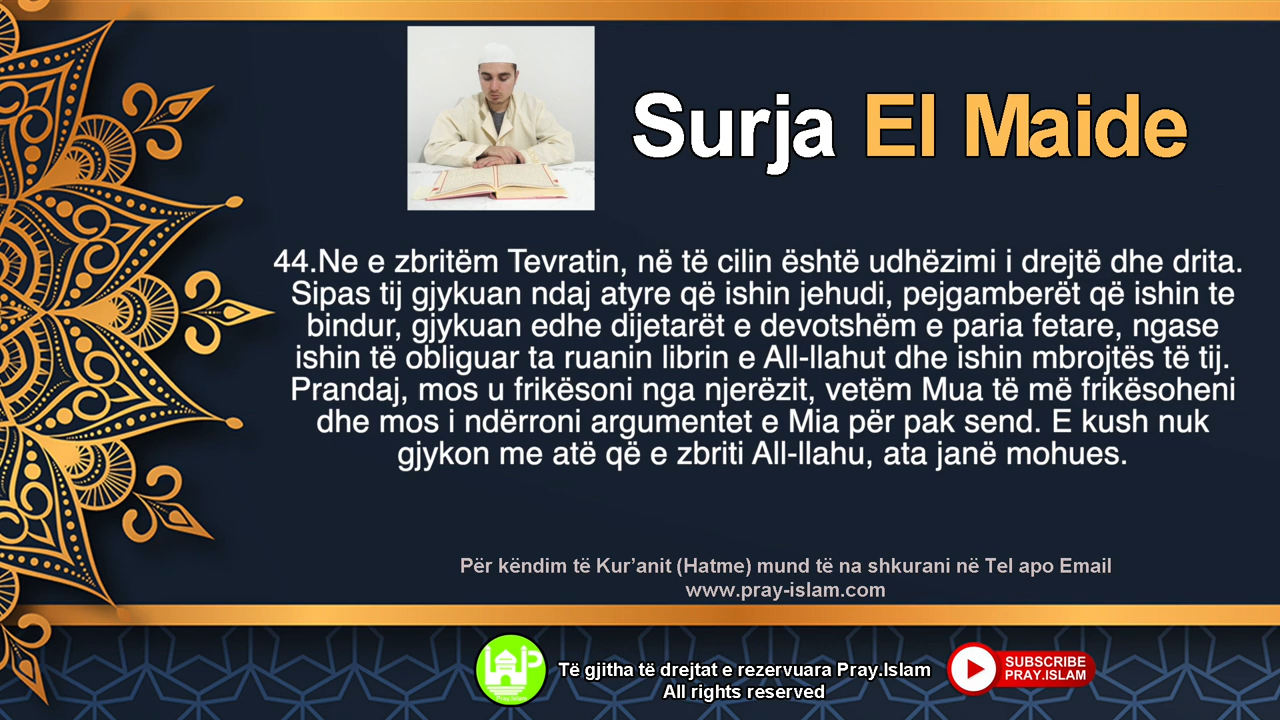 Surja El Maide
44.Ne e zbritëm Tevratin, në të cilin është udhëzimi i drejtë dhe drita.
Sipas tij gjykuan ndaj atyre që ishin jehudi, pejgamberët që ishin te
bindur, gjykuan edhe dijetarët e devotshëm e paria fetare, ngase
ishin të obliguar ta ruanin librin e All-llahut dhe ishin mbrojtës të tij.
Prandaj, mos u frikësoni nga njerëzit, vetëm Mua të më frikësoheni
dhe mos i ndërroni argumentet e Mia për pak send. E kush nuk
gjykon me atë që e zbriti All-llahu, ata janë mohues.
Për këndim të Kur’anit (Hatme) mund të na shkurani në Tel apo Email
www.pray-islam.com
Pray.Islam
Të gjitha të drejtat e rezervuara Pray.Islam
All rights reserved
SUBSCRIBE
PRAY.ISLAM